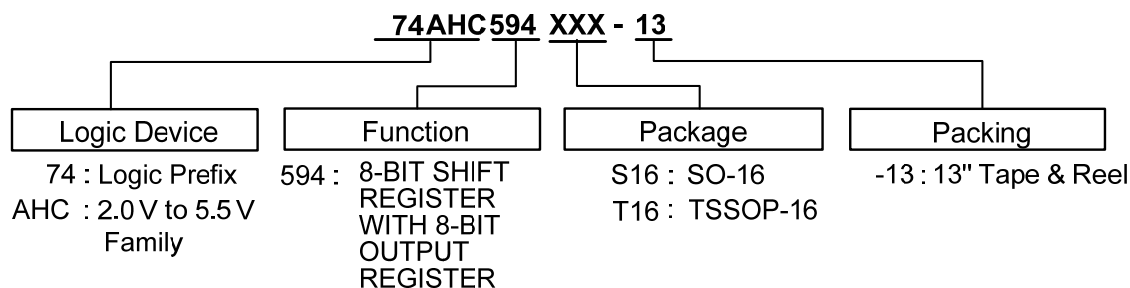 74AHC594 XXX - 13
Logic Device
74 : Logic Prefix
AHC : 2.0 V to 5.5 V
Family
Function
594 : 8-BIT SHIFT
REGISTER
WITH 8-BIT
OUTPUT
REGISTER
Package
S16 : SO-16
T16 : TSSOP-16
Packing
-13 : 13" Tape & Reel